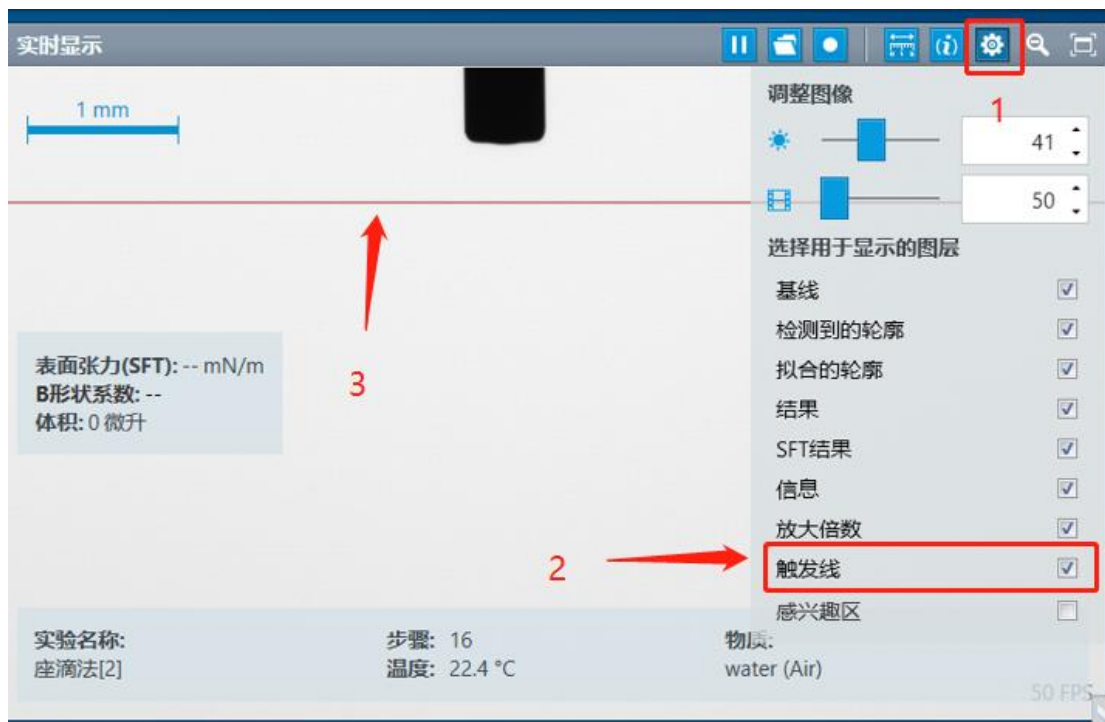 实时显示
1 mm
调整图像
1
41
50
选择用于显示的图层
基线
检测到的轮廓
拟合的轮廓
表面张力(SFT): -- mN/m
B形状系数: --
体积: 0 微升
3
结果
SFT结果
信息
放大倍数
2
触发线
感兴趣区
实验名称:
座滴法[2]
步骤: 16
温度: 22.4 °C
物质:
water (Air)
50 FPS